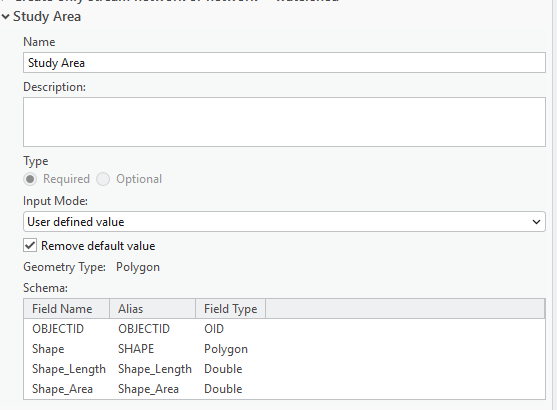 Study Area
Name
Study Area
Description:
Type
Required Optional
Input Mode:
User defined value
Remove default value
Geometry Type: Polygon
Schema:
Field Name Alias Field Type
OBJECTID OBJECTID OID
Shape SHAPE Polygon
Shape_Length Shape_Length Double
Shape_Area Shape_Area Double